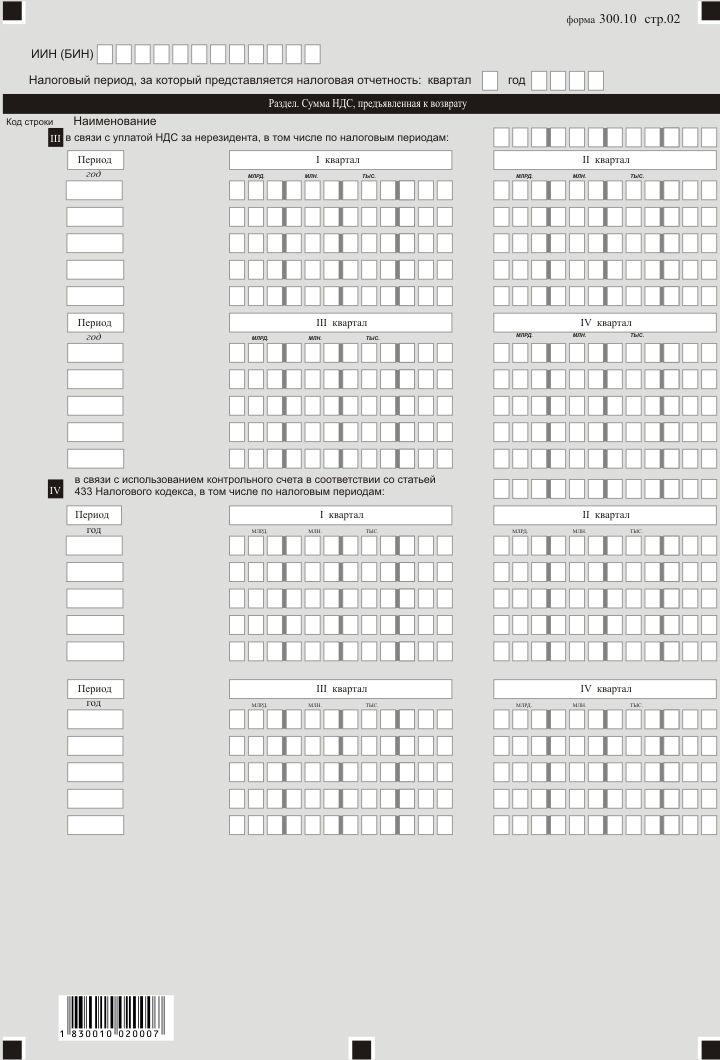 форма 300.10 стр.02
ИИН (БИН)
Налоговый период, за который представляется налоговая отчетность: квартал год
Раздел. Сумма НДС, предъявленная к возврату
Код строки Наименование
III в связи с уплатой НДС за нерезидента, в том числе по налоговым периодам:
Период I квартал II квартал
год МЛРД. МЛН. ТЫС. МЛРД. МЛН. ТЫС.
Период III квартал IV квартал
год МЛРД. МЛН. ТЫС. МЛРД. МЛН. ТЫС.
в связи с использованием контрольного счета в соответствии со статьей
IV 433 Налогового кодекса, в том числе по налоговым периодам:
Период I квартал II квартал
год МЛРД. МЛН. ТЫС. МЛРД. МЛН. ТЫС.
Период III квартал IV квартал
год МЛРД. МЛН. ТЫС. МЛРД. МЛН. ТЫС.
1 830010 020007